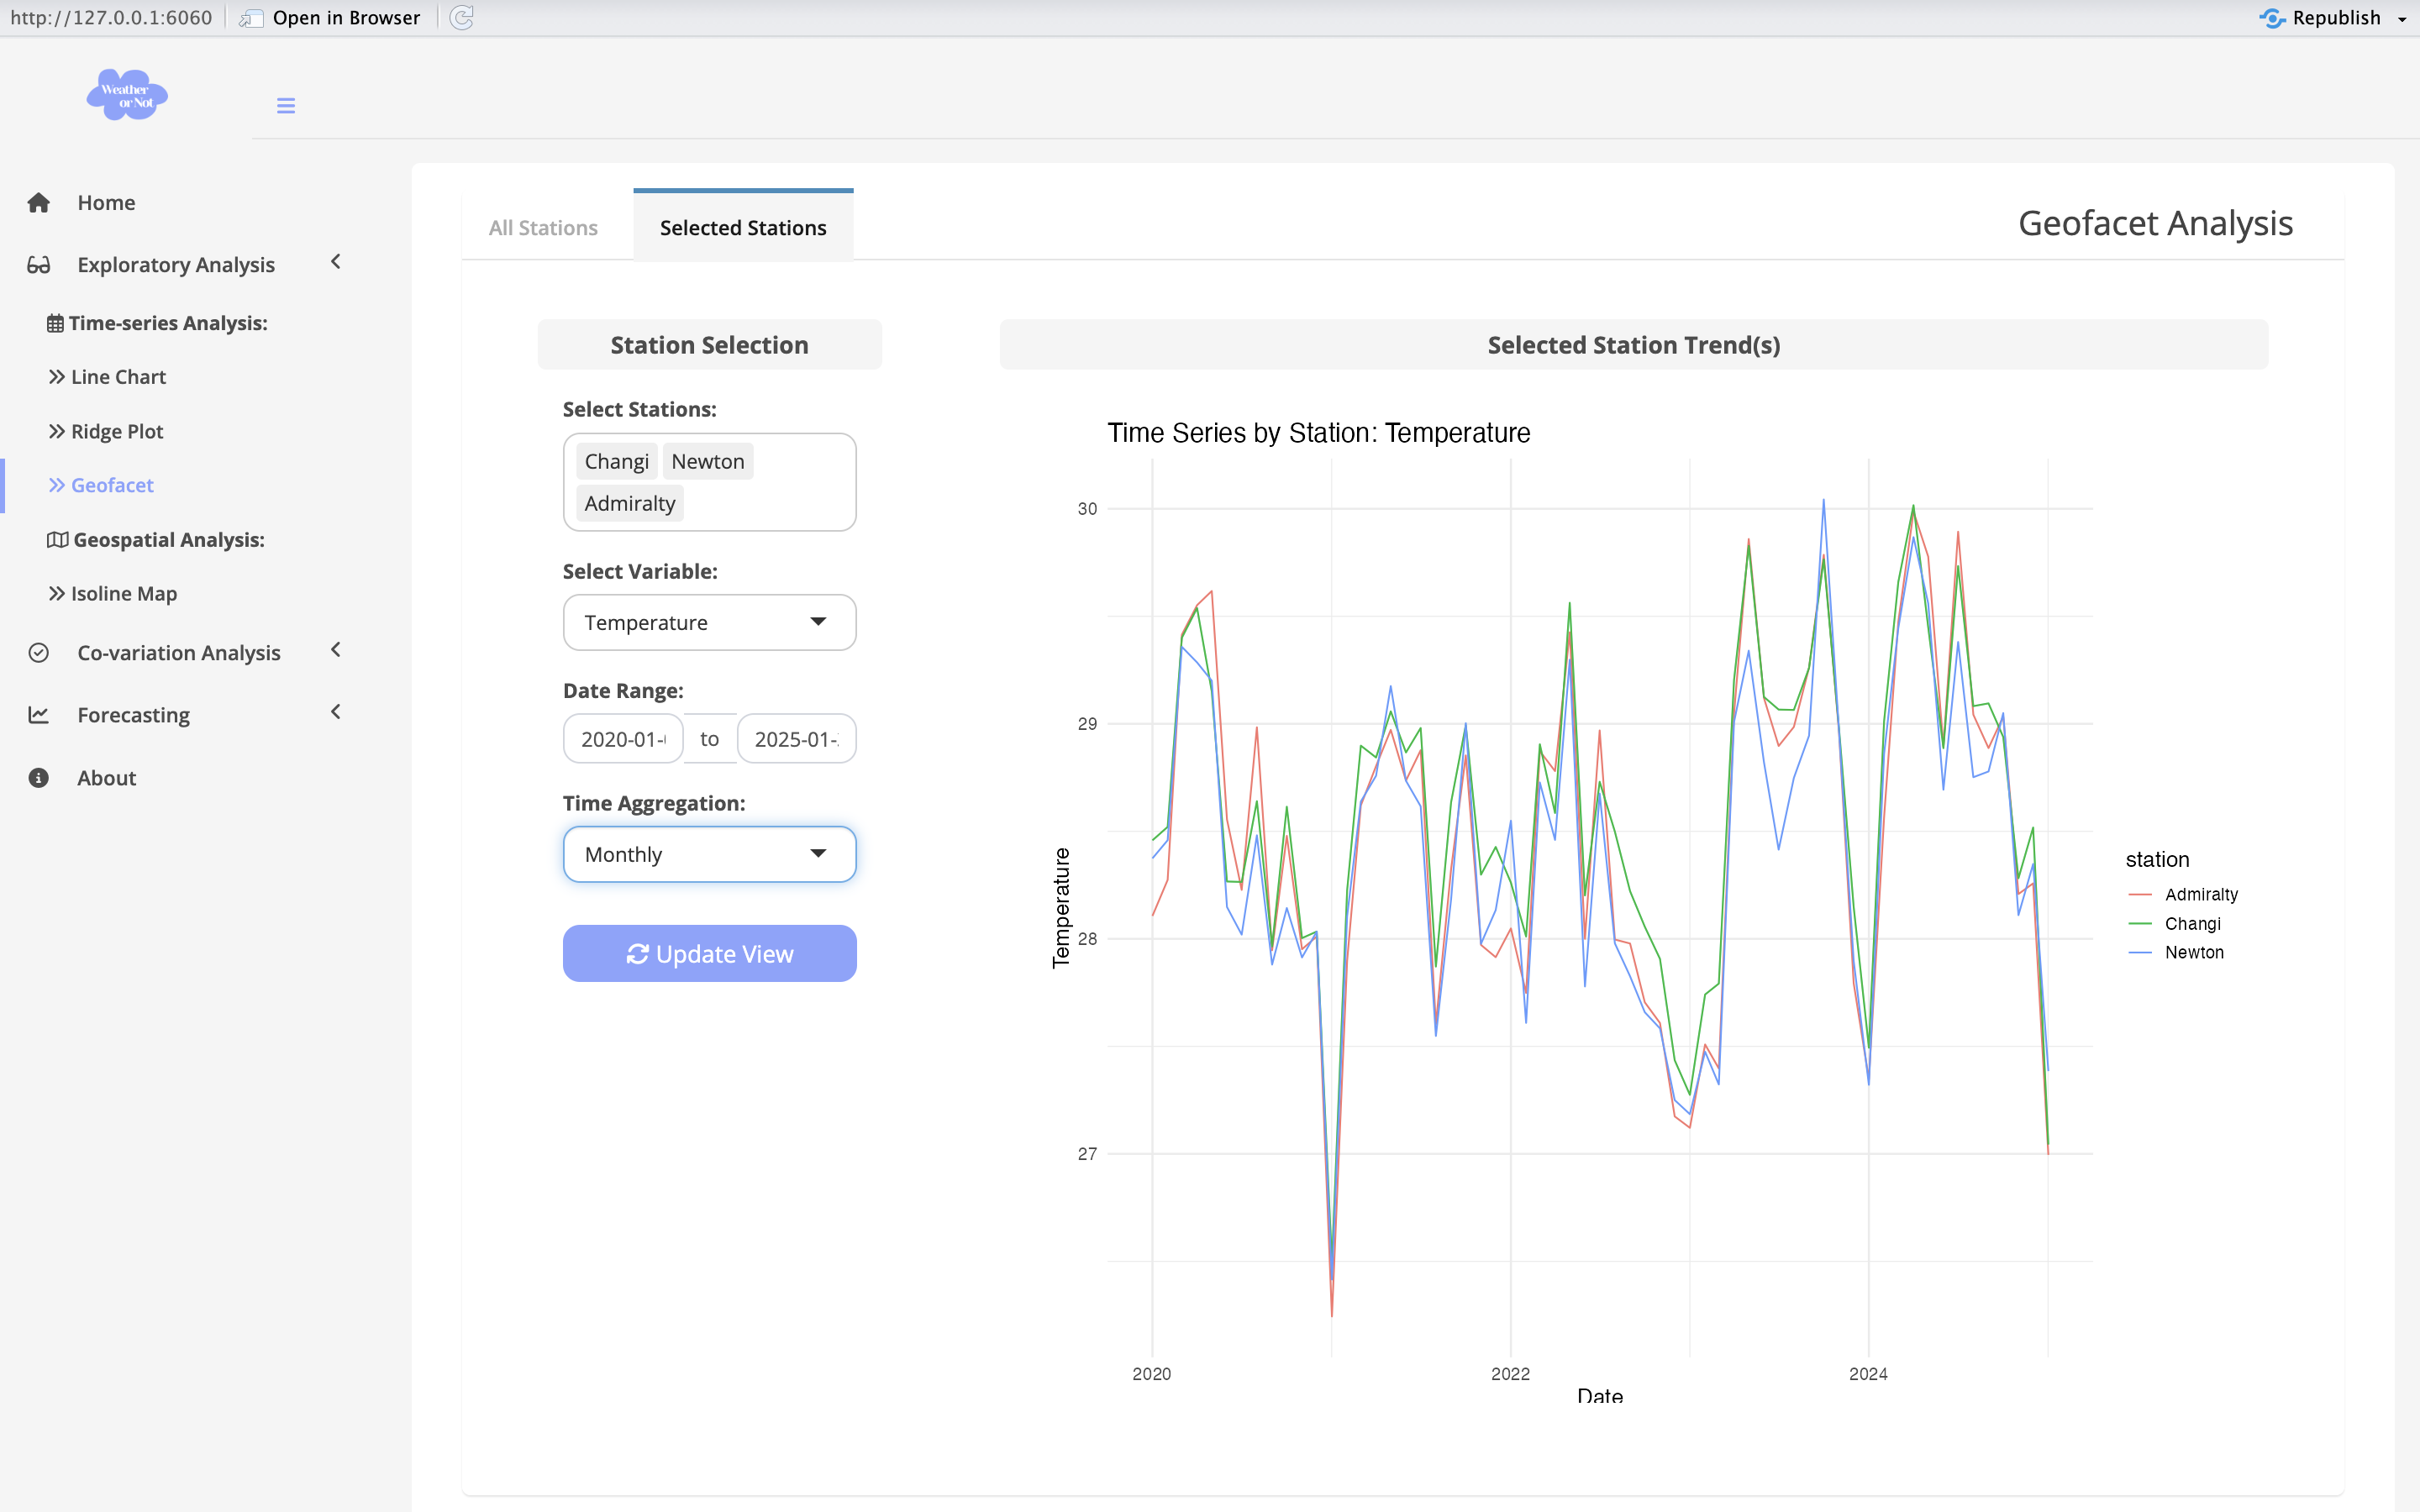 http://127.0.0.1:6060 Open in Browser Republish
Weather
or Not
Home
Exploratory Analysis
Time-series Analysis:
Line Chart
Ridge Plot
Geofacet
Geospatial Analysis:
Isoline Map
Co-variation Analysis
Forecasting
About
All Stations Selected Stations Geofacet Analysis
Station Selection
Select Stations:
Changi Newton
Admiralty
Select Variable:
Temperature
Date Range:
2020-01- to 2025-01-
Time Aggregation:
Monthly
Update View
Selected Station Trend(s)
Time Series by Station: Temperature
30
29
28
27
Temperature
2020 2022 2024
Date
station
Admiralty
Changi
Newton